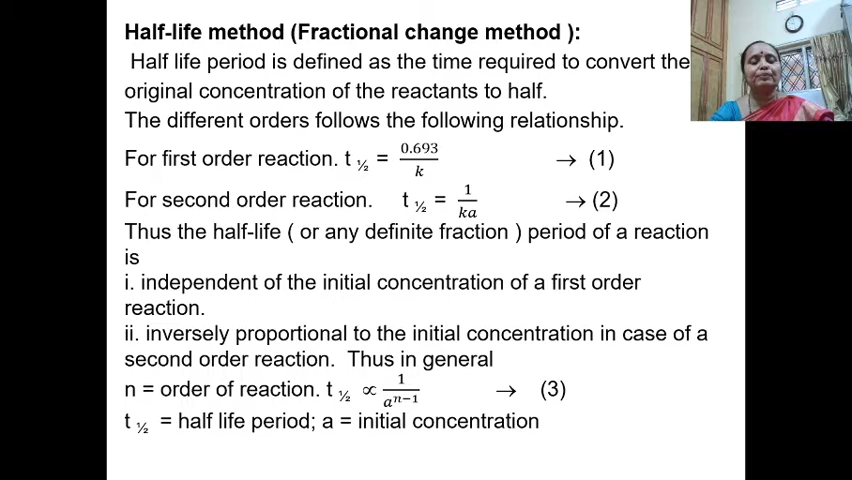 Half-life method (Fractional change method ):
Half life period is defined as the time required to convert the
original concentration of the reactants to half.
The different orders follows the following relationship.
For first order reaction. t ½ = 0.693/k → (1)
For second order reaction. t ½ = 1/ka → (2)
Thus the half-life ( or any definite fraction ) period of a reaction
is
i. independent of the initial concentration of a first order
reaction.
ii. inversely proportional to the initial concentration in case of a
second order reaction. Thus in general
n = order of reaction. t ½ ∝ 1/a^(n−1) → (3)
t ½ = half life period; a = initial concentration